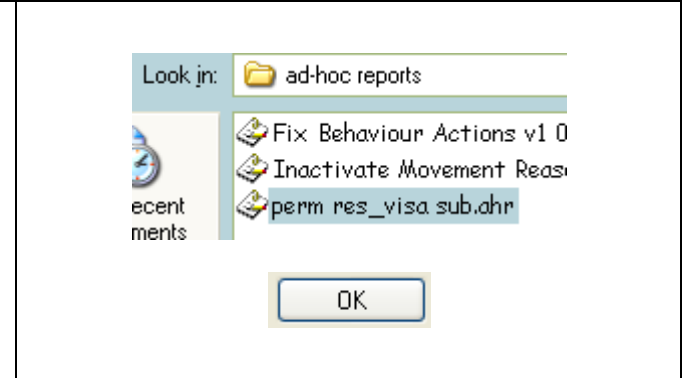 Look in: ad-hoc reports
Fix Behaviour Actions v1 0
Inactivate Movement Reas
ecent
perm res_visa sub.ahr
ments
OK